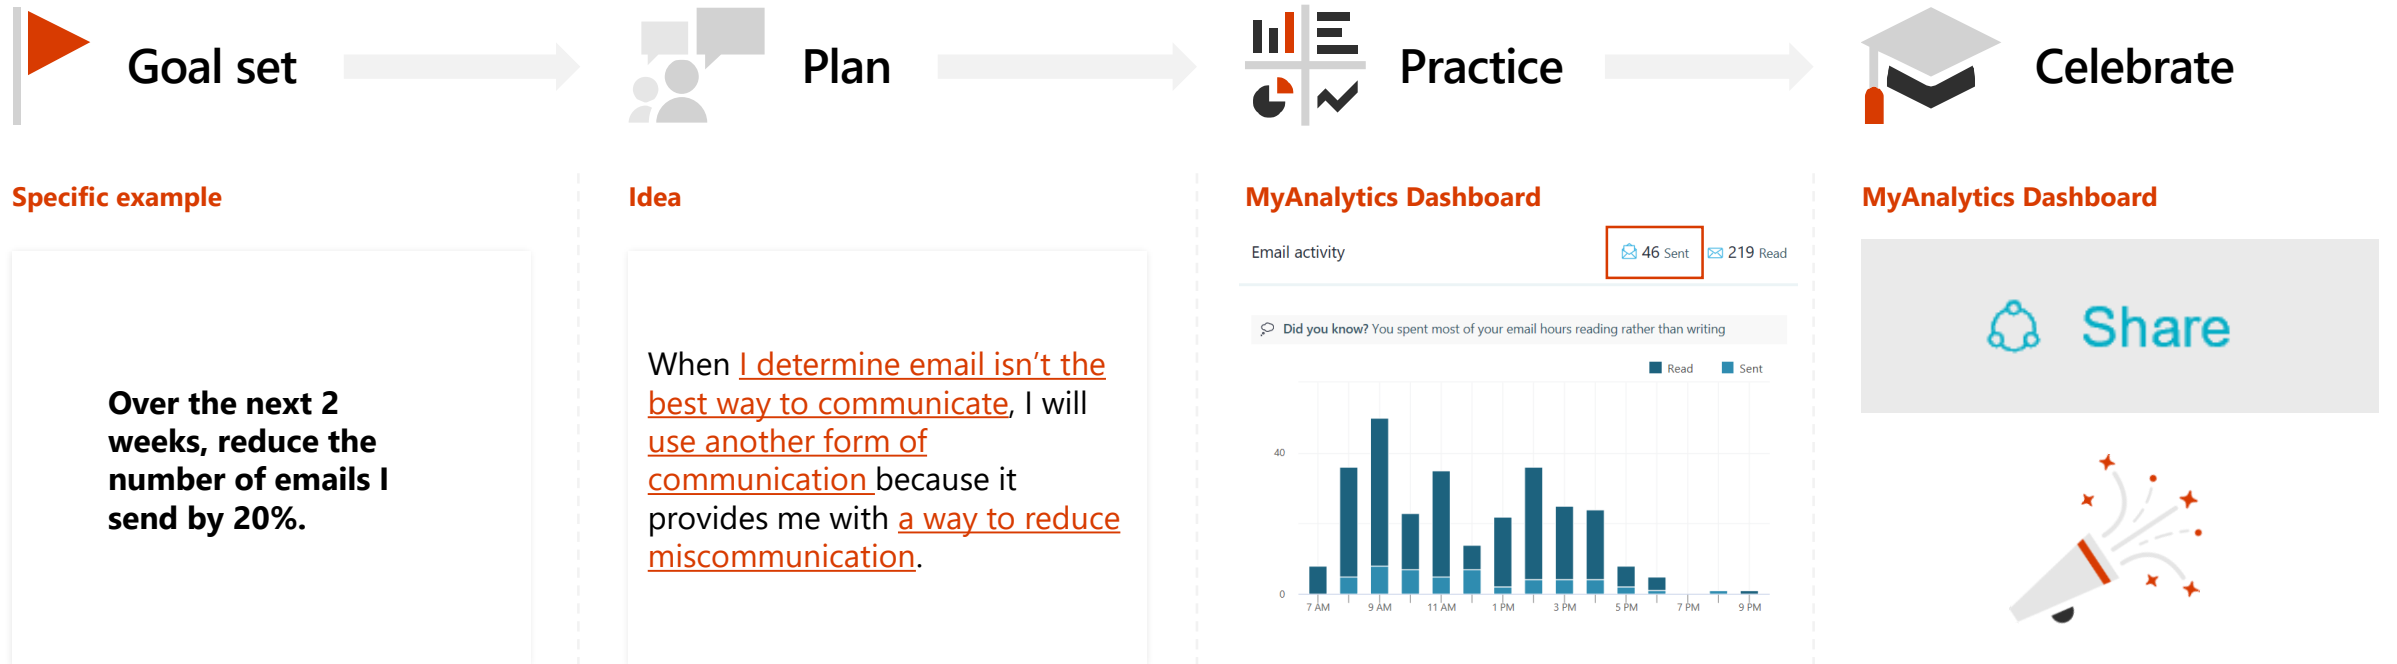 Goal set
Plan
Practice
Celebrate
Specific example
Over the next 2
weeks, reduce the
number of emails I
send by 20%.
Idea
When I determine email isn’t the
best way to communicate, I will
use another form of
communication because it
provides me with a way to reduce
miscommunication.
MyAnalytics Dashboard
Email activity
46 Sent
219 Read
Did you know? You spent most of your email hours reading rather than writing
Read
Sent
40
0
7 AM
9 AM
11 AM
1 PM
3 PM
5 PM
7 PM
9 PM
MyAnalytics Dashboard
Share